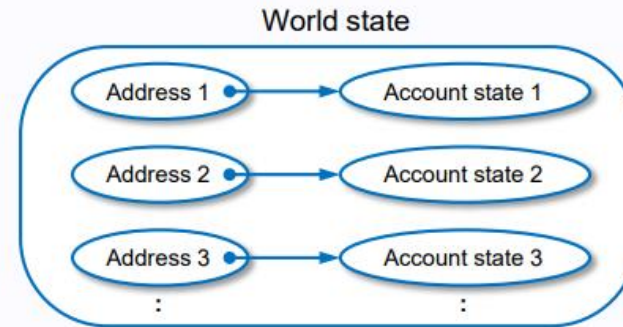 World state
Address 1 Account state 1
Address 2 Account state 2
Address 3 Account state 3
: :